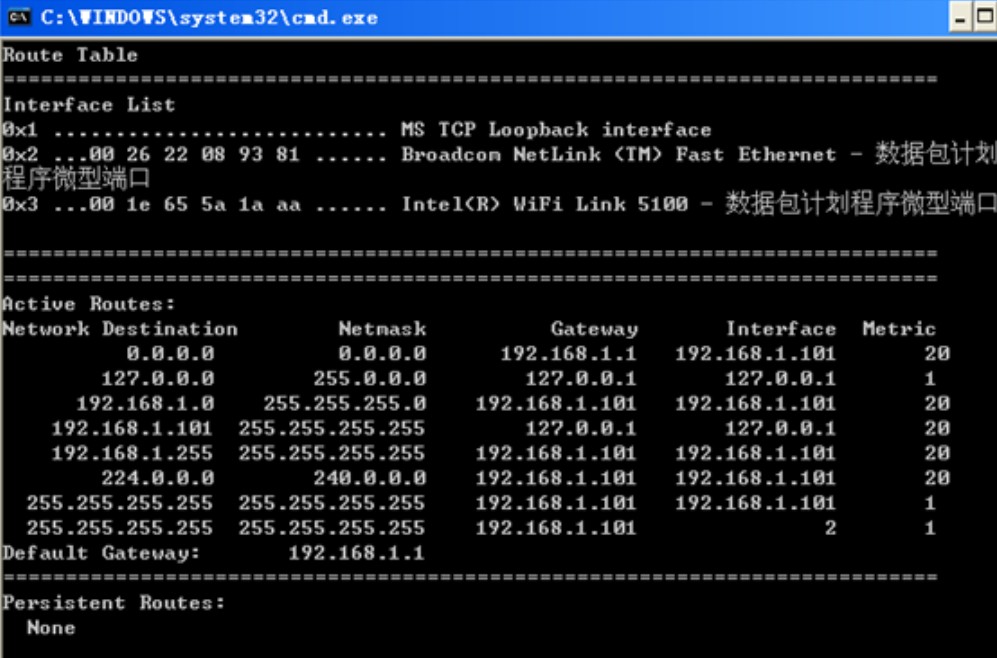 C:\WINDOWS\system32\cmd.exe
Route Table
===========================================================================
Interface List
0x1 ........................... MS TCP Loopback interface
0x2 ...00 26 22 08 93 81 ...... Broadcom NetLink (TM) Fast Ethernet - 数据包计划
程序微型端口
0x3 ...00 1e 65 5a 1a aa ...... Intel(R) WiFi Link 5100 - 数据包计划程序微型端口
===========================================================================
===========================================================================
Active Routes:
Network Destination        Netmask          Gateway       Interface  Metric
          0.0.0.0          0.0.0.0      192.168.1.1   192.168.1.101       20
        127.0.0.0        255.0.0.0        127.0.0.1       127.0.0.1       1
      192.168.1.0    255.255.255.0    192.168.1.101   192.168.1.101       20
    192.168.1.101  255.255.255.255        127.0.0.1       127.0.0.1       20
    192.168.1.255  255.255.255.255    192.168.1.101   192.168.1.101       20
        224.0.0.0        240.0.0.0    192.168.1.101   192.168.1.101       20
  255.255.255.255  255.255.255.255    192.168.1.101   192.168.1.101       1
  255.255.255.255  255.255.255.255    192.168.1.101               2       1
Default Gateway:       192.168.1.1
===========================================================================
Persistent Routes:
  None